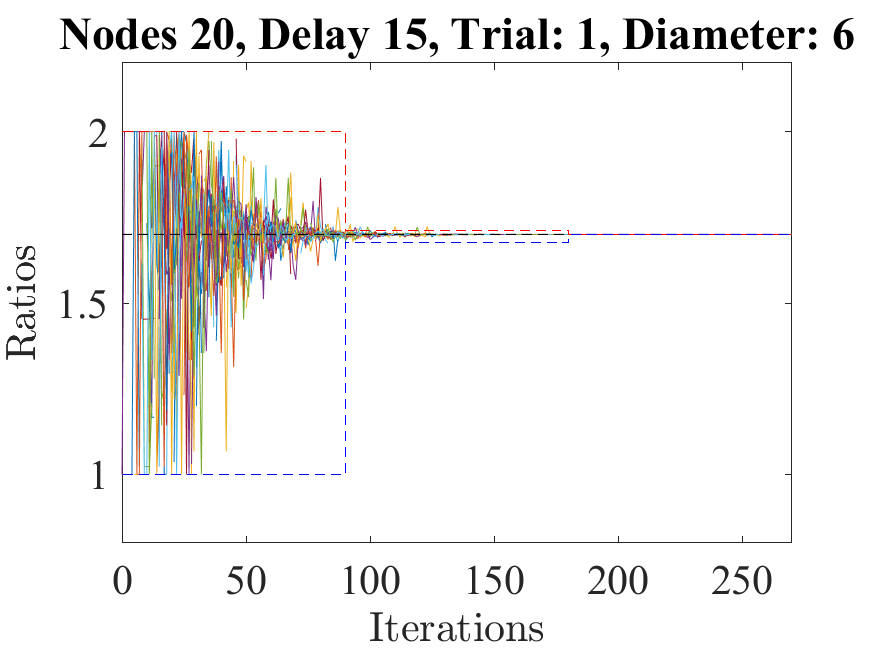 Nodes 20, Delay 15, Trial: 1, Diameter: 6
2
1.5
1
Ratios
0 50 100 150 200 250
Iterations